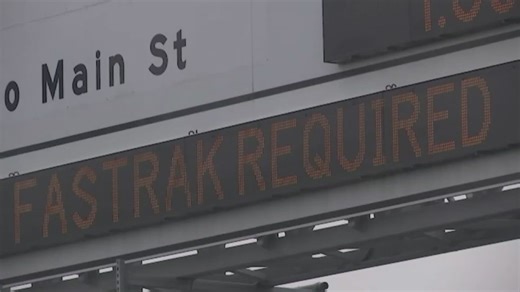 o Main St
FASTRAK REQUIRED